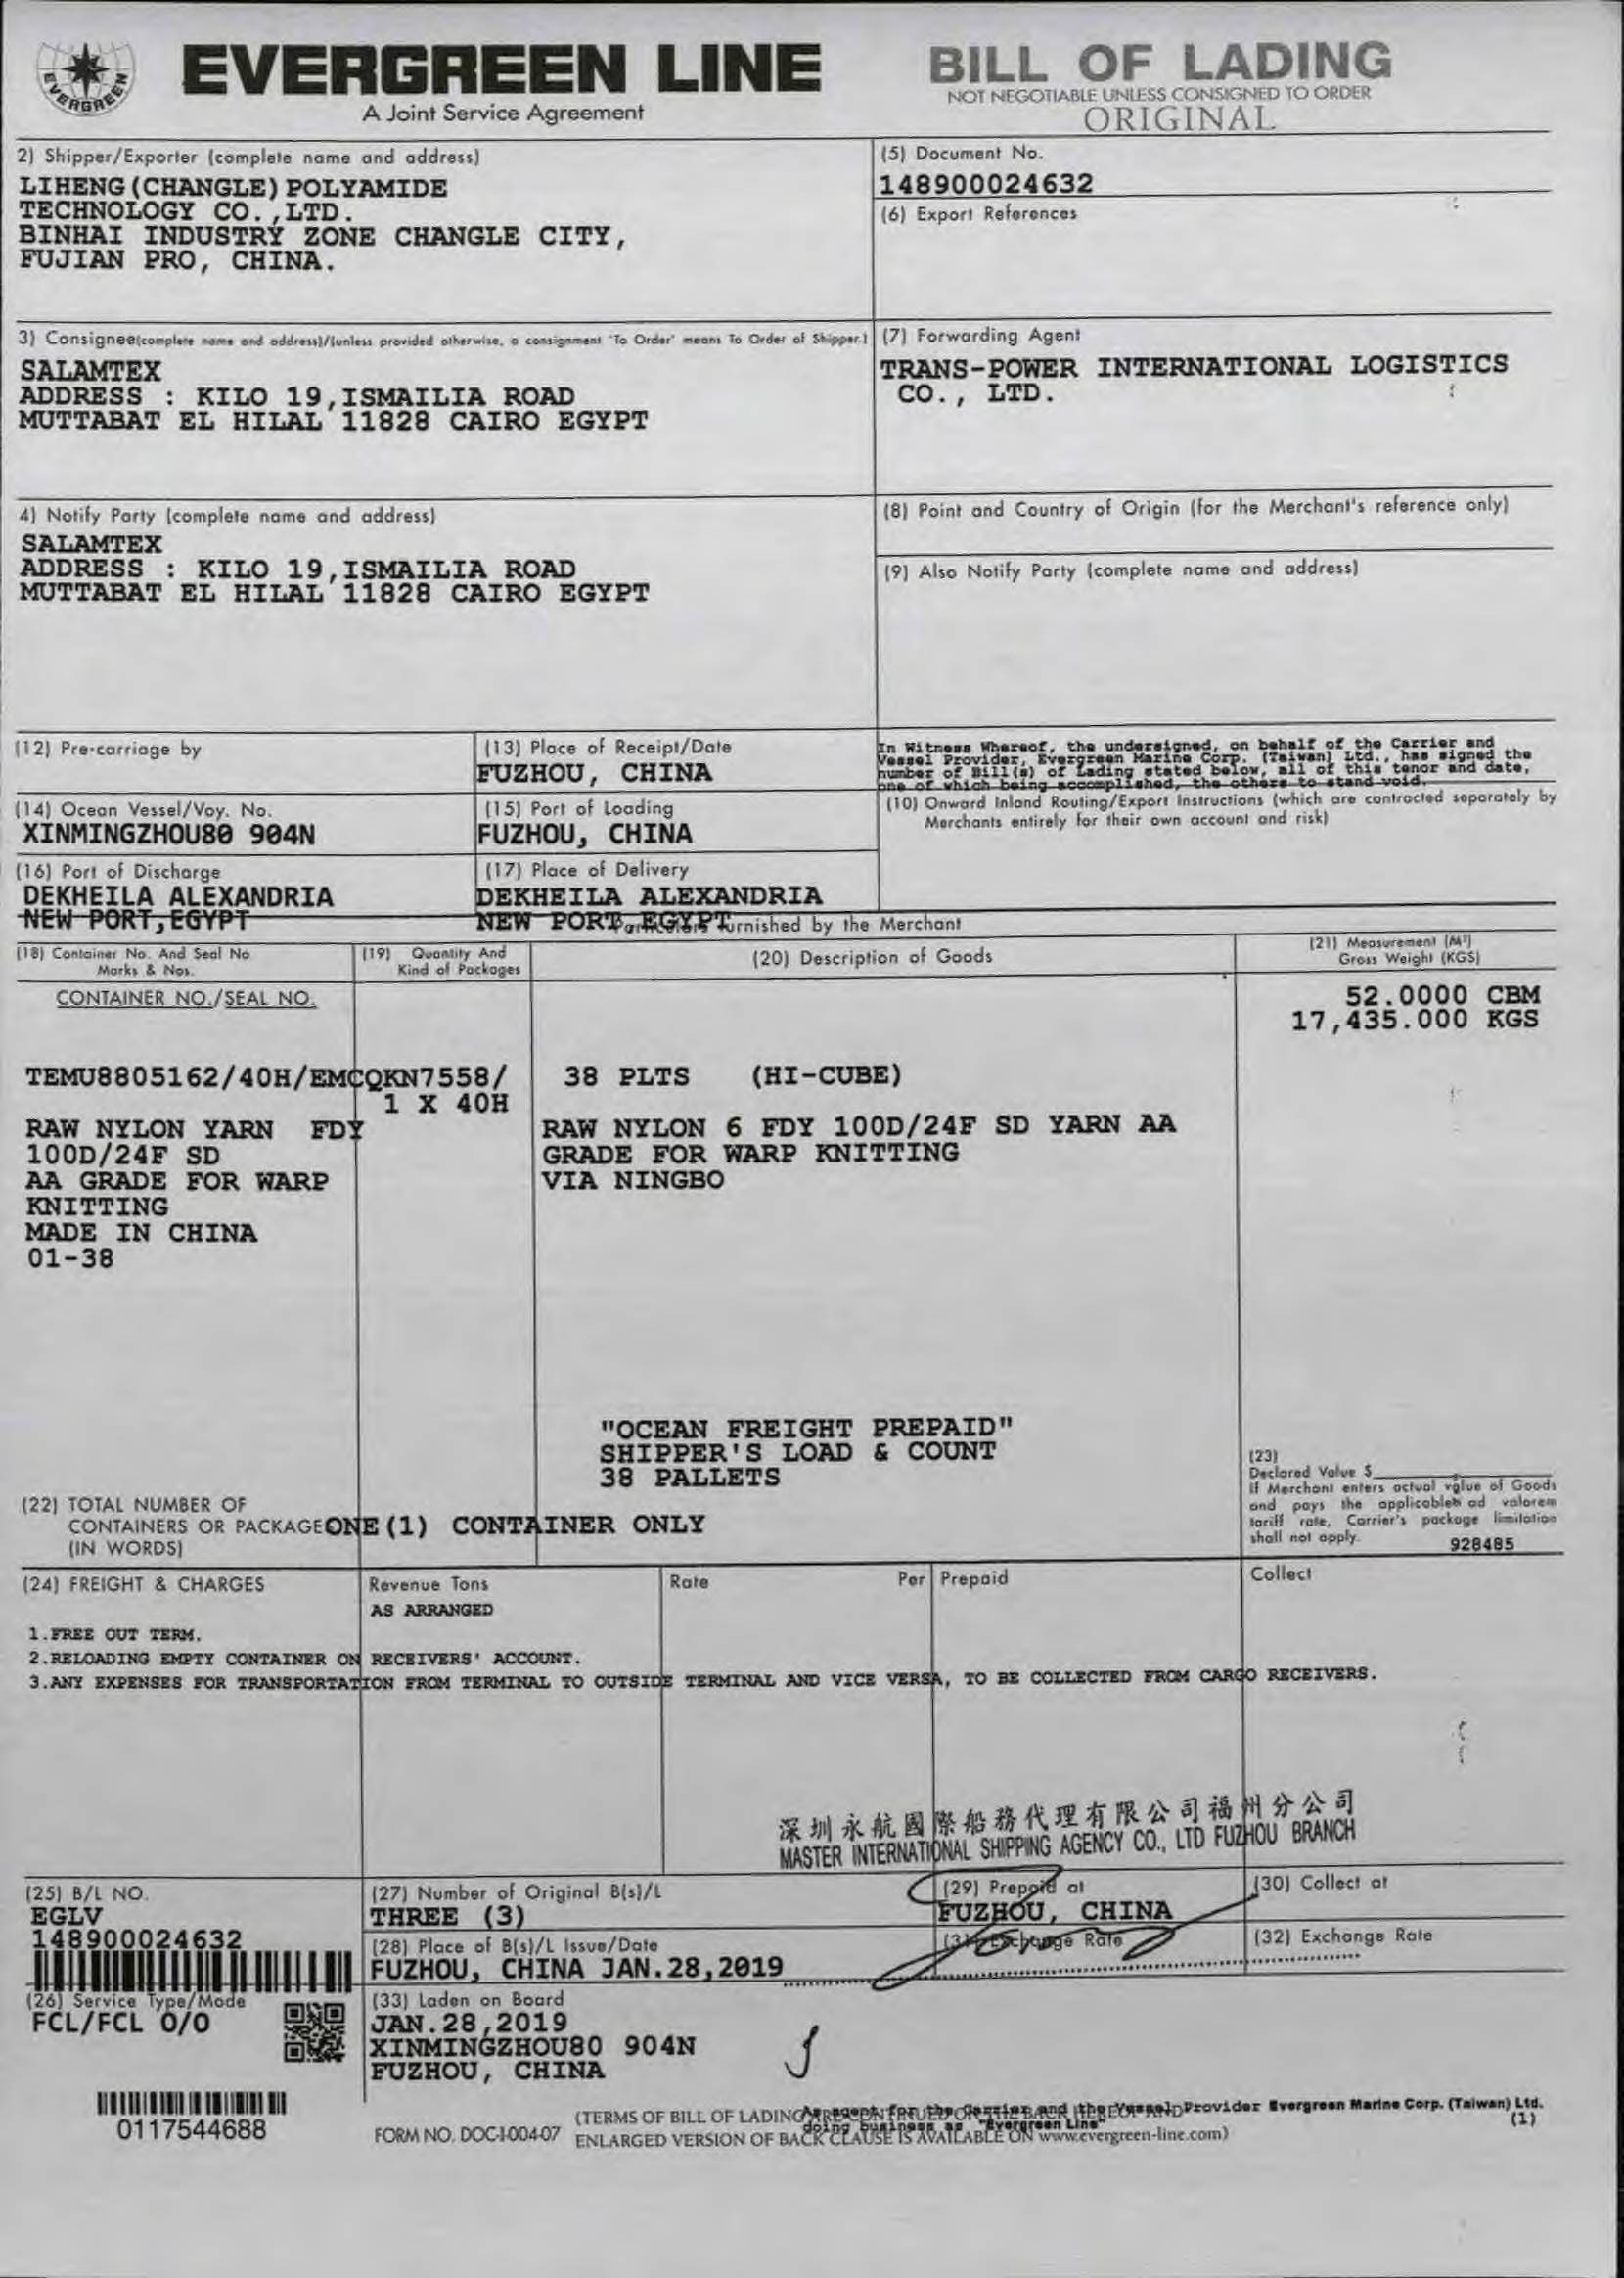 EVERGREEN
EVERGREEN LINE
A Joint Service Agreement
BILL OF LADING
NOT NEGOTIABLE UNLESS CONSIGNED TO ORDER
ORIGINAL
2) Shipper/Exporter (complete name and address)
LIHENG(CHANGLE)POLYAMIDE
TECHNOLOGY CO.,LTD.
BINHAI INDUSTRY ZONE CHANGLE CITY,
FUJIAN PRO, CHINA.
(5) Document No.
148900024632
(6) Export References
3) Consignee(complete name and address)/(unless provided otherwise, a consignment "To Order" means To Order of Shipper.)
SALAMTEX
ADDRESS : KILO 19,ISMAILIA ROAD
MUTTABAT EL HILAL 11828 CAIRO EGYPT
(7) Forwarding Agent
TRANS-POWER INTERNATIONAL LOGISTICS
CO., LTD.
4) Notify Party (complete name and address)
SALAMTEX
ADDRESS : KILO 19,ISMAILIA ROAD
MUTTABAT EL HILAL 11828 CAIRO EGYPT
(8) Point and Country of Origin (for the Merchant's reference only)
(9) Also Notify Party (complete name and address)
(12) Pre-carriage by
(13) Place of Receipt/Date
FUZHOU, CHINA
In Witness Whereof, the undersigned, on behalf of the Carrier and
Vessel Provider, Evergreen Marine Corp. (Taiwan) Ltd., has signed the
number of Bill(s) of Lading stated below, all of this tenor and date,
one of which being accomplished, the others to stand void.
(14) Ocean Vessel/Voy. No.
XINMINGZHOU80 904N
(15) Port of Loading
FUZHOU, CHINA
(10) Onward Inland Routing/Export Instructions (which are contracted separately by
Merchants entirely for their own account and risk)
(16) Port of Discharge
DEKHEILA ALEXANDRIA
NEW PORT,EGYPT
(17) Place of Delivery
DEKHEILA ALEXANDRIA
NEW PORT,EGYPT
Particulars furnished by the Merchant
(18) Container No. And Seal No
Marks & Nos.
(19) Quantity And
Kind of Packages
(20) Description of Goods
(21) Measurement (M³)
Gross Weight (KGS)
CONTAINER NO./SEAL NO.
52.0000 CBM
17,435.000 KGS
TEMU8805162/40H/EMCQKN7558/
1 X 40H
38 PLTS (HI-CUBE)
RAW NYLON YARN FDY
100D/24F SD
AA GRADE FOR WARP
KNITTING
MADE IN CHINA
01-38
RAW NYLON 6 FDY 100D/24F SD YARN AA
GRADE FOR WARP KNITTING
VIA NINGBO
"OCEAN FREIGHT PREPAID"
SHIPPER'S LOAD & COUNT
38 PALLETS
(22) TOTAL NUMBER OF
CONTAINERS OR PACKAGE
(IN WORDS)
ONE(1) CONTAINER ONLY
(23)
Declared Value $
If Merchant enters actual value of Goods
and pays the applicable ad valorem
tariff rate, Carrier's package limitation
shall not apply.
928485
(24) FREIGHT & CHARGES
Revenue Tons
Rate
Per
Prepaid
Collect
AS ARRANGED
1.FREE OUT TERM.
2.RELOADING EMPTY CONTAINER ON RECEIVERS' ACCOUNT.
3.ANY EXPENSES FOR TRANSPORTATION FROM TERMINAL TO OUTSIDE TERMINAL AND VICE VERSA, TO BE COLLECTED FROM CARGO RECEIVERS.
深圳永航國際船務代理有限公司福州分公司
MASTER INTERNATIONAL SHIPPING AGENCY CO., LTD FUZHOU BRANCH
(25) B/L NO.
EGLV
148900024632
(27) Number of Original B(s)/L
THREE (3)
(29) Prepaid at
FUZHOU, CHINA
(30) Collect at
(28) Place of B(s)/L Issue/Date
FUZHOU, CHINA JAN.28,2019
(31) Exchange Rate
(32) Exchange Rate
(26) Service Type/Mode
FCL/FCL O/O
(33) Laden on Board
JAN.28,2019
XINMINGZHOU80 904N
FUZHOU, CHINA
0117544688
FORM NO. DOC-I-004-07
(TERMS OF BILL OF LADING ARE CONTINUED ON THE BACK HEREOF AND
ENLARGED VERSION OF BACK CLAUSE IS AVAILABLE ON www.evergreen-line.com)
As agent for the Carrier and the Vessel Provider Evergreen Marine Corp. (Taiwan) Ltd.
doing business as "Evergreen Line"
(1)